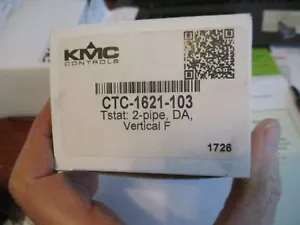 KMC
CONTROLS
CTC-1621-103
Tstat: 2-pipe, DA,
Vertical F
1726